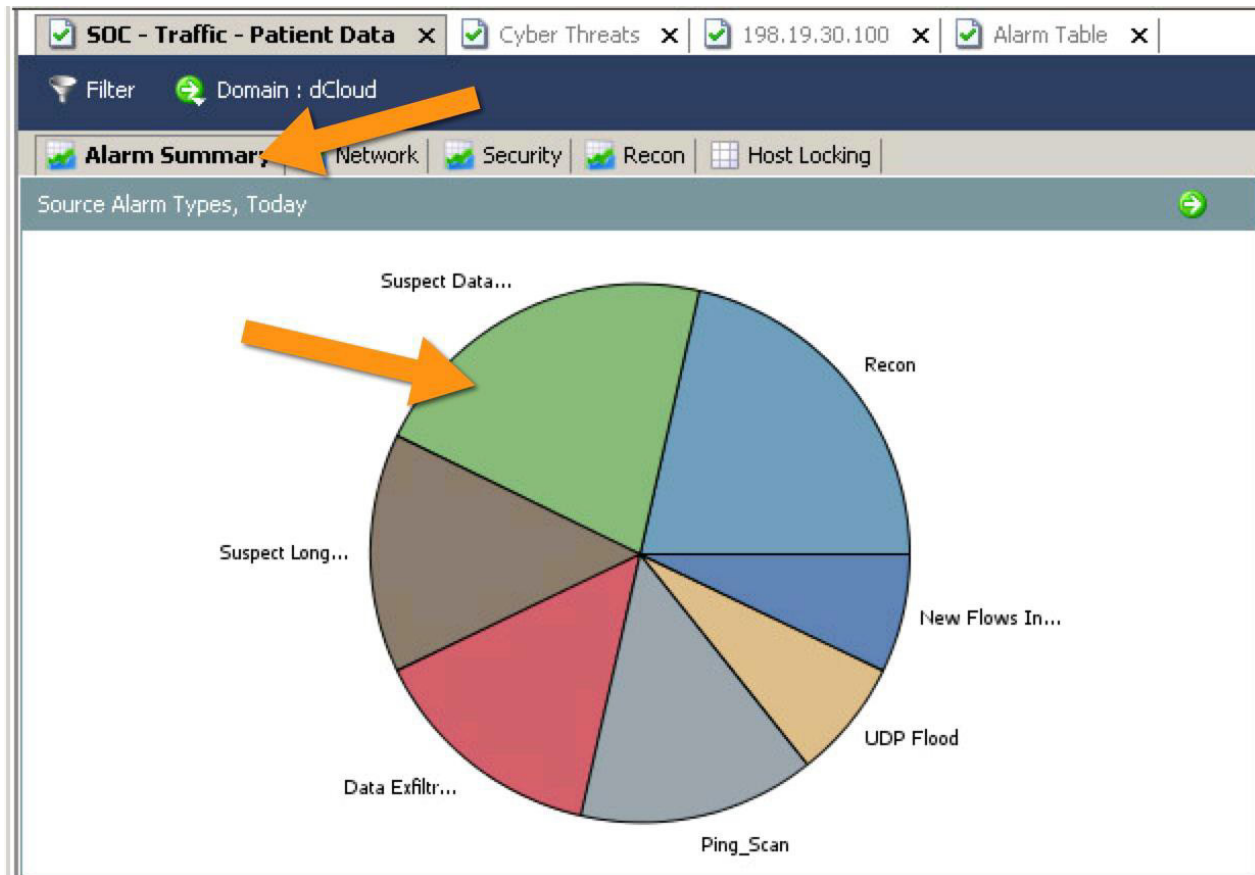 SOC - Traffic - Patient Data Cyber Threats 198.19.30.100 Alarm Table
Filter Domain : dCloud
Alarm Summary Network Security Recon Host Locking
Source Alarm Types, Today
Suspect Data...
Recon
Suspect Long...
New Flows In...
UDP Flood
Data Exfiltr...
Ping_Scan